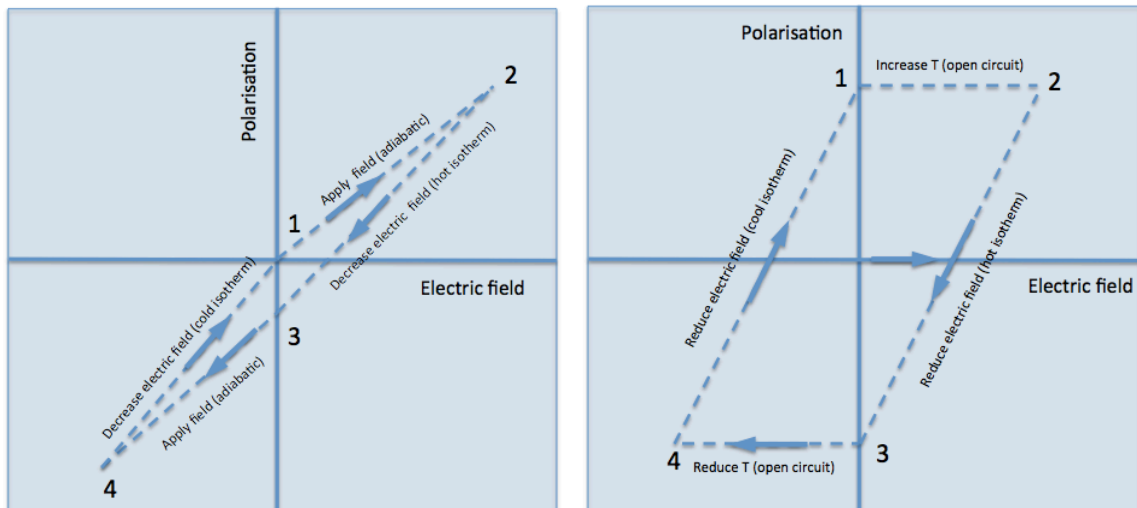 Polarisation
2
Apply field (adiabatic)
Decrease electric field (hot isotherm)
1
Electric field
Decrease electric field (cold isotherm)
3
Apply field (adiabatic)
4
Polarisation
1
Increase T (open circuit)
2
Reduce electric field (cool isotherm)
Reduce electric field (hot isotherm)
Electric field
4
Reduce T (open circuit)
3